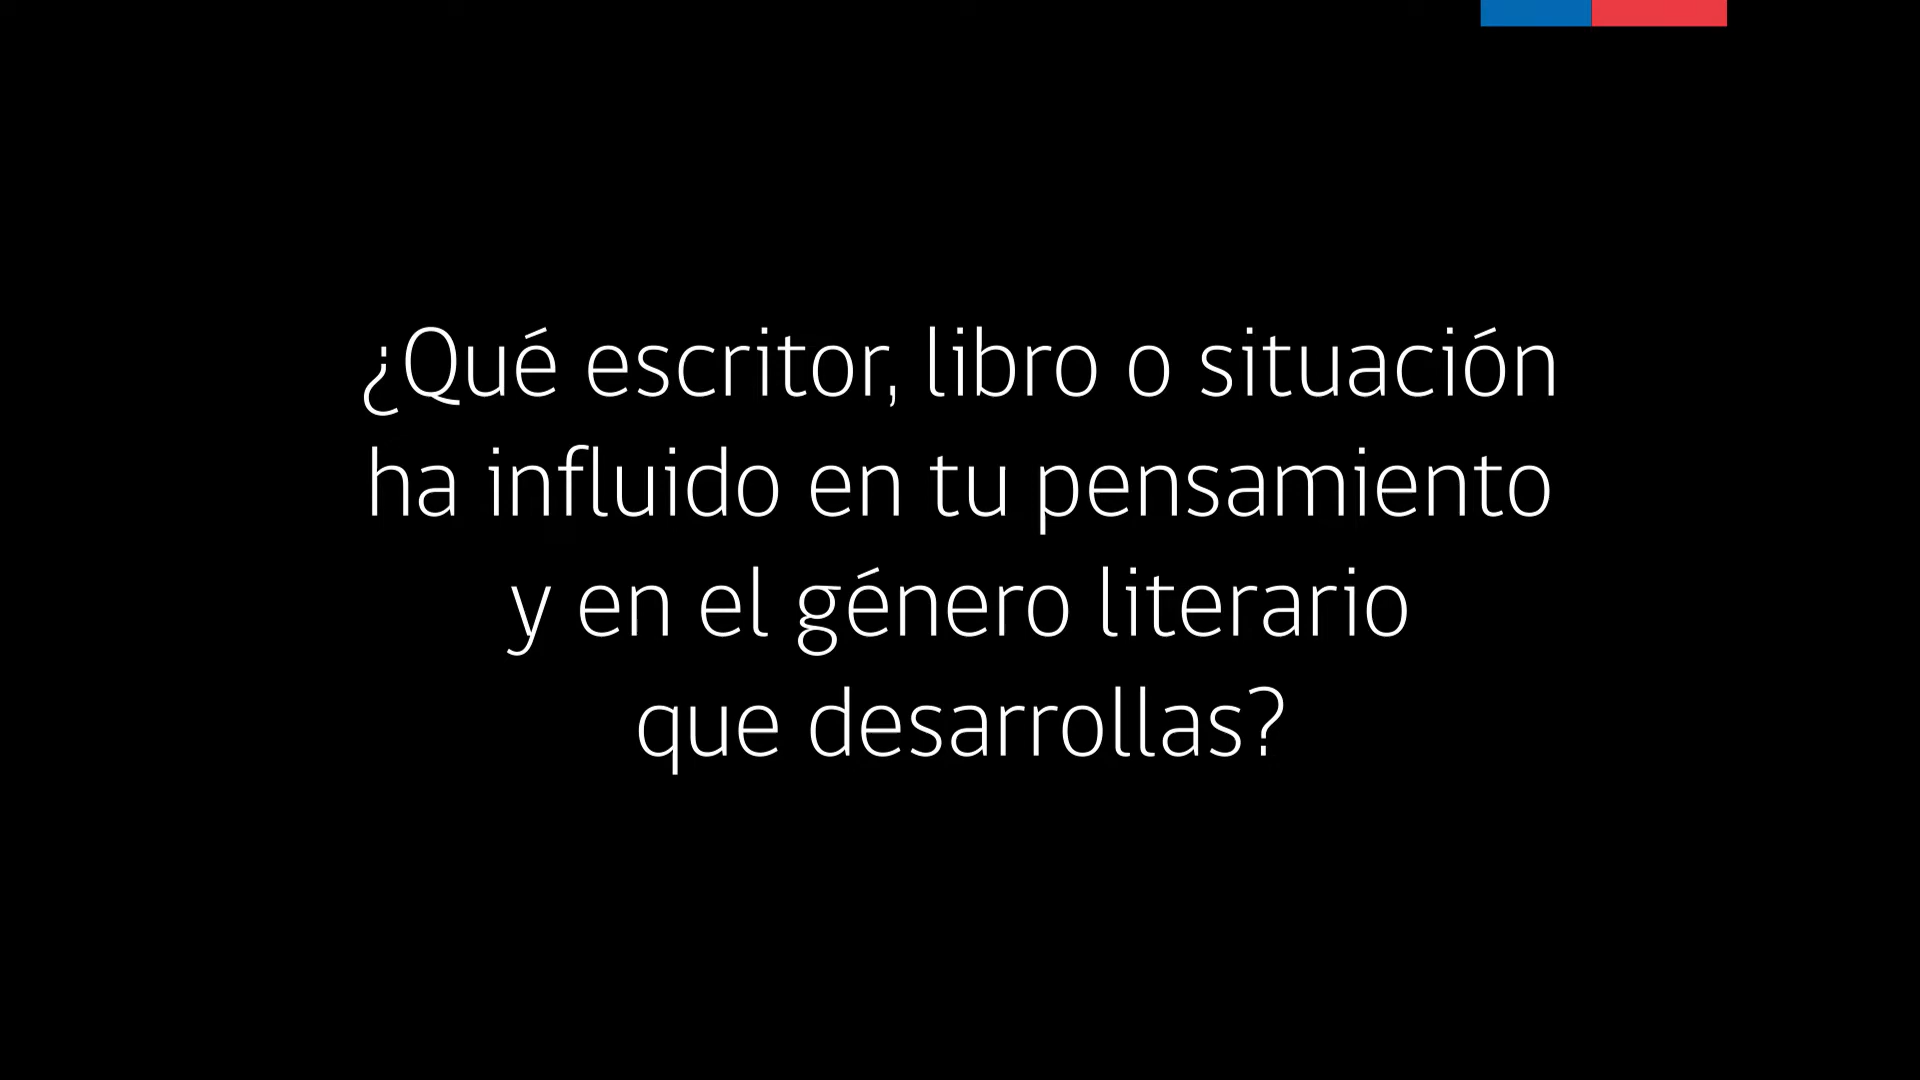 ¿Qué escritor, libro o situación
ha influido en tu pensamiento
y en el género literario
que desarrollas?